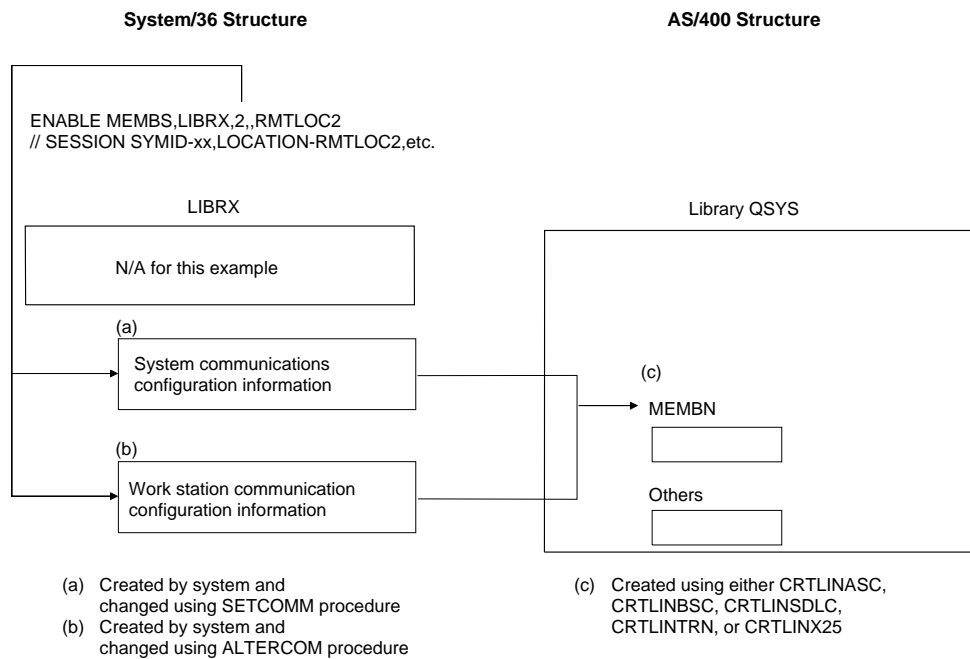 System/36 Structure
AS/400 Structure
ENABLE MEMBS,LIBRX,2,,RMTLOC2
// SESSION SYMID-xx,LOCATION-RMTLOC2,etc.
LIBRX
Library QSYS
N/A for this example
(a)
System communications
configuration information
(c)
MEMBN
(b)
Work station communication
configuration information
Others
(a) Created by system and
changed using SETCOMM procedure
(b) Created by system and
changed using ALTERCOM procedure
(c) Created using either CRTLINASC,
CRTLINBSC, CRTLINSDLC,
CRTLINTRN, or CRTLINX25